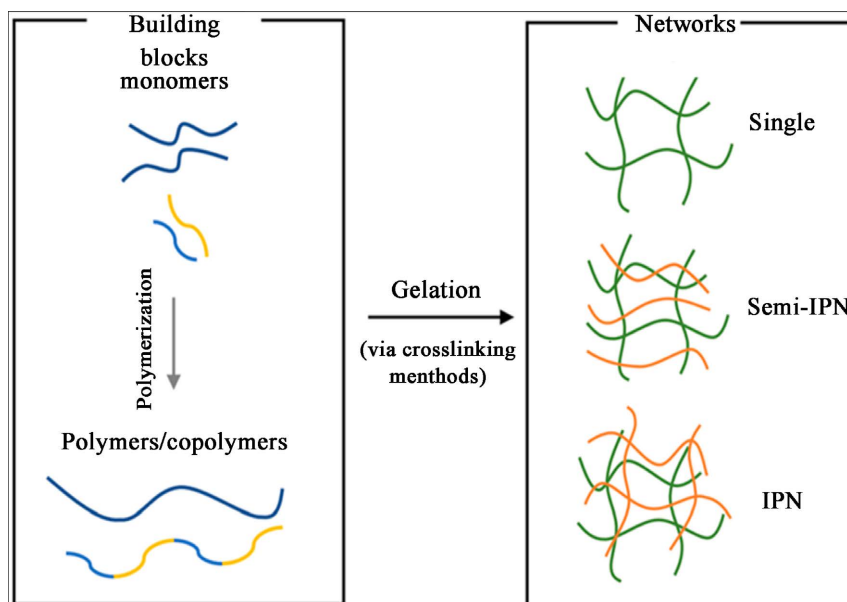 Building
blocks
monomers
Polymerization
Polymers/copolymers
Gelation
(via crosslinking
menthods)
Networks
Single
Semi-IPN
IPN